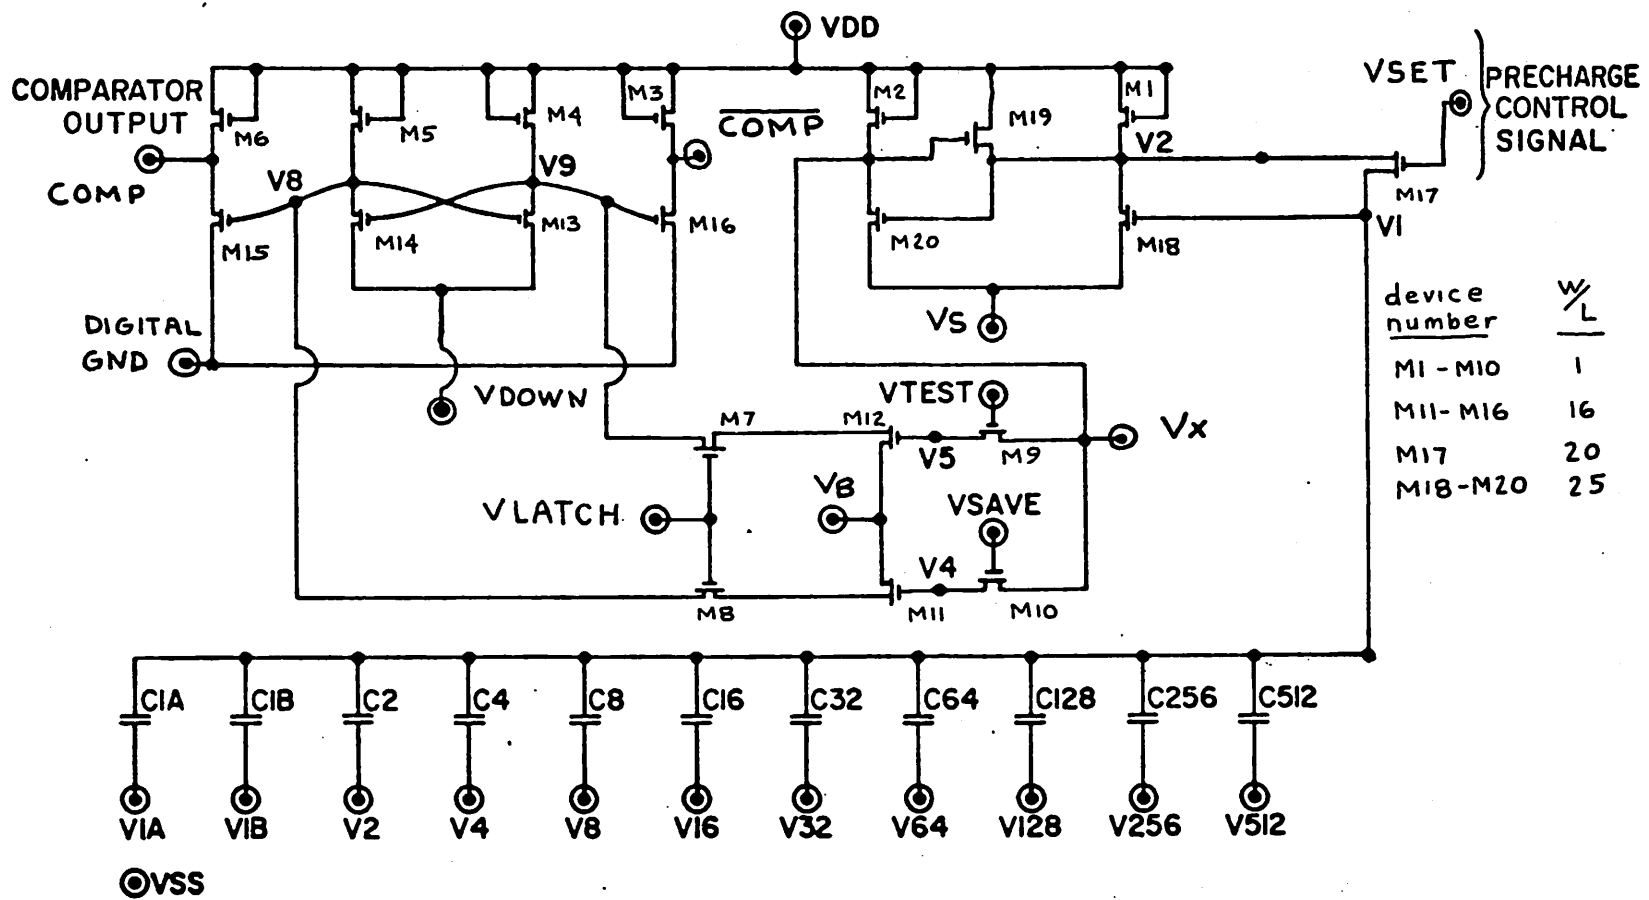 VDD
VSET
PRECHARGE
CONTROL
SIGNAL
COMPARATOR
OUTPUT
M6
M5
M4
M3
COMP
M2
M19
M1
V2
M17
COMP
V8
V9
M15
M14
M13
M16
M20
M18
V1
DIGITAL
GND
VDOWN
VS
device
number
W/L
M1-M10 1
M11-M16 16
M17 20
M18-M20 25
VTEST
M7
M12
V5
M9
Vx
VLATCH
VB
VSAVE
V4
M8
M11
M10
C1A
C1B
C2
C4
C8
C16
C32
C64
C128
C256
C512
V1A
V1B
V2
V4
V8
V16
V32
V64
V128
V256
V512
VSS